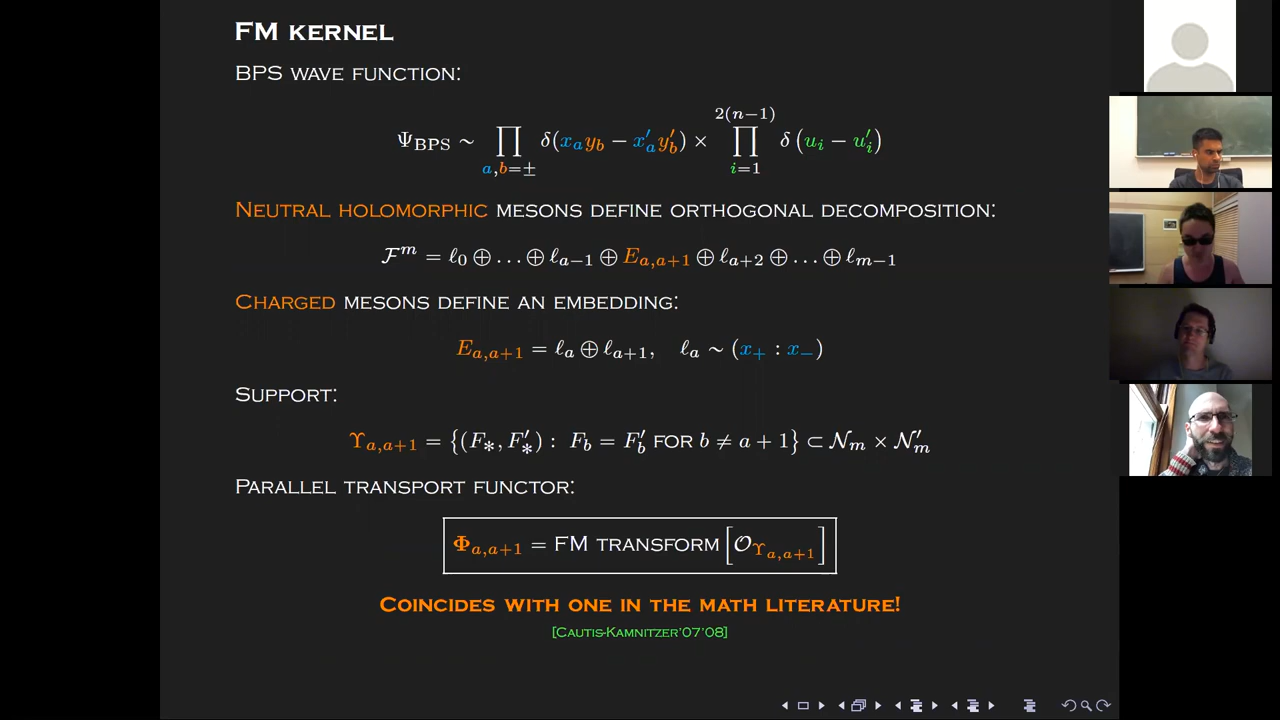 FM KERNEL
BPS WAVE FUNCTION:
Ψ_BPS ∼ ∏_{a,b=±} δ(x_a y_b − x′_a y′_b) × ∏_{i=1}^{2(n−1)} δ (u_i − u′_i)
NEUTRAL HOLOMORPHIC MESONS DEFINE ORTHOGONAL DECOMPOSITION:
ℱ^m = ℓ_0 ⊕ … ⊕ ℓ_{a−1} ⊕ E_{a,a+1} ⊕ ℓ_{a+2} ⊕ … ⊕ ℓ_{m−1}
CHARGED MESONS DEFINE AN EMBEDDING:
E_{a,a+1} = ℓ_a ⊕ ℓ_{a+1}, ℓ_a ∼ (x_+ : x_−)
SUPPORT:
ϒ_{a,a+1} = {(F_*, F′_*) : F_b = F′_b FOR b ≠ a + 1} ⊂ 𝒩_m × 𝒩′_m
PARALLEL TRANSPORT FUNCTOR:
Φ_{a,a+1} = FM TRANSFORM [𝒪_{ϒ_{a,a+1}}]
COINCIDES WITH ONE IN THE MATH LITERATURE!
[CAUTIS-KAMNITZER'07'08]